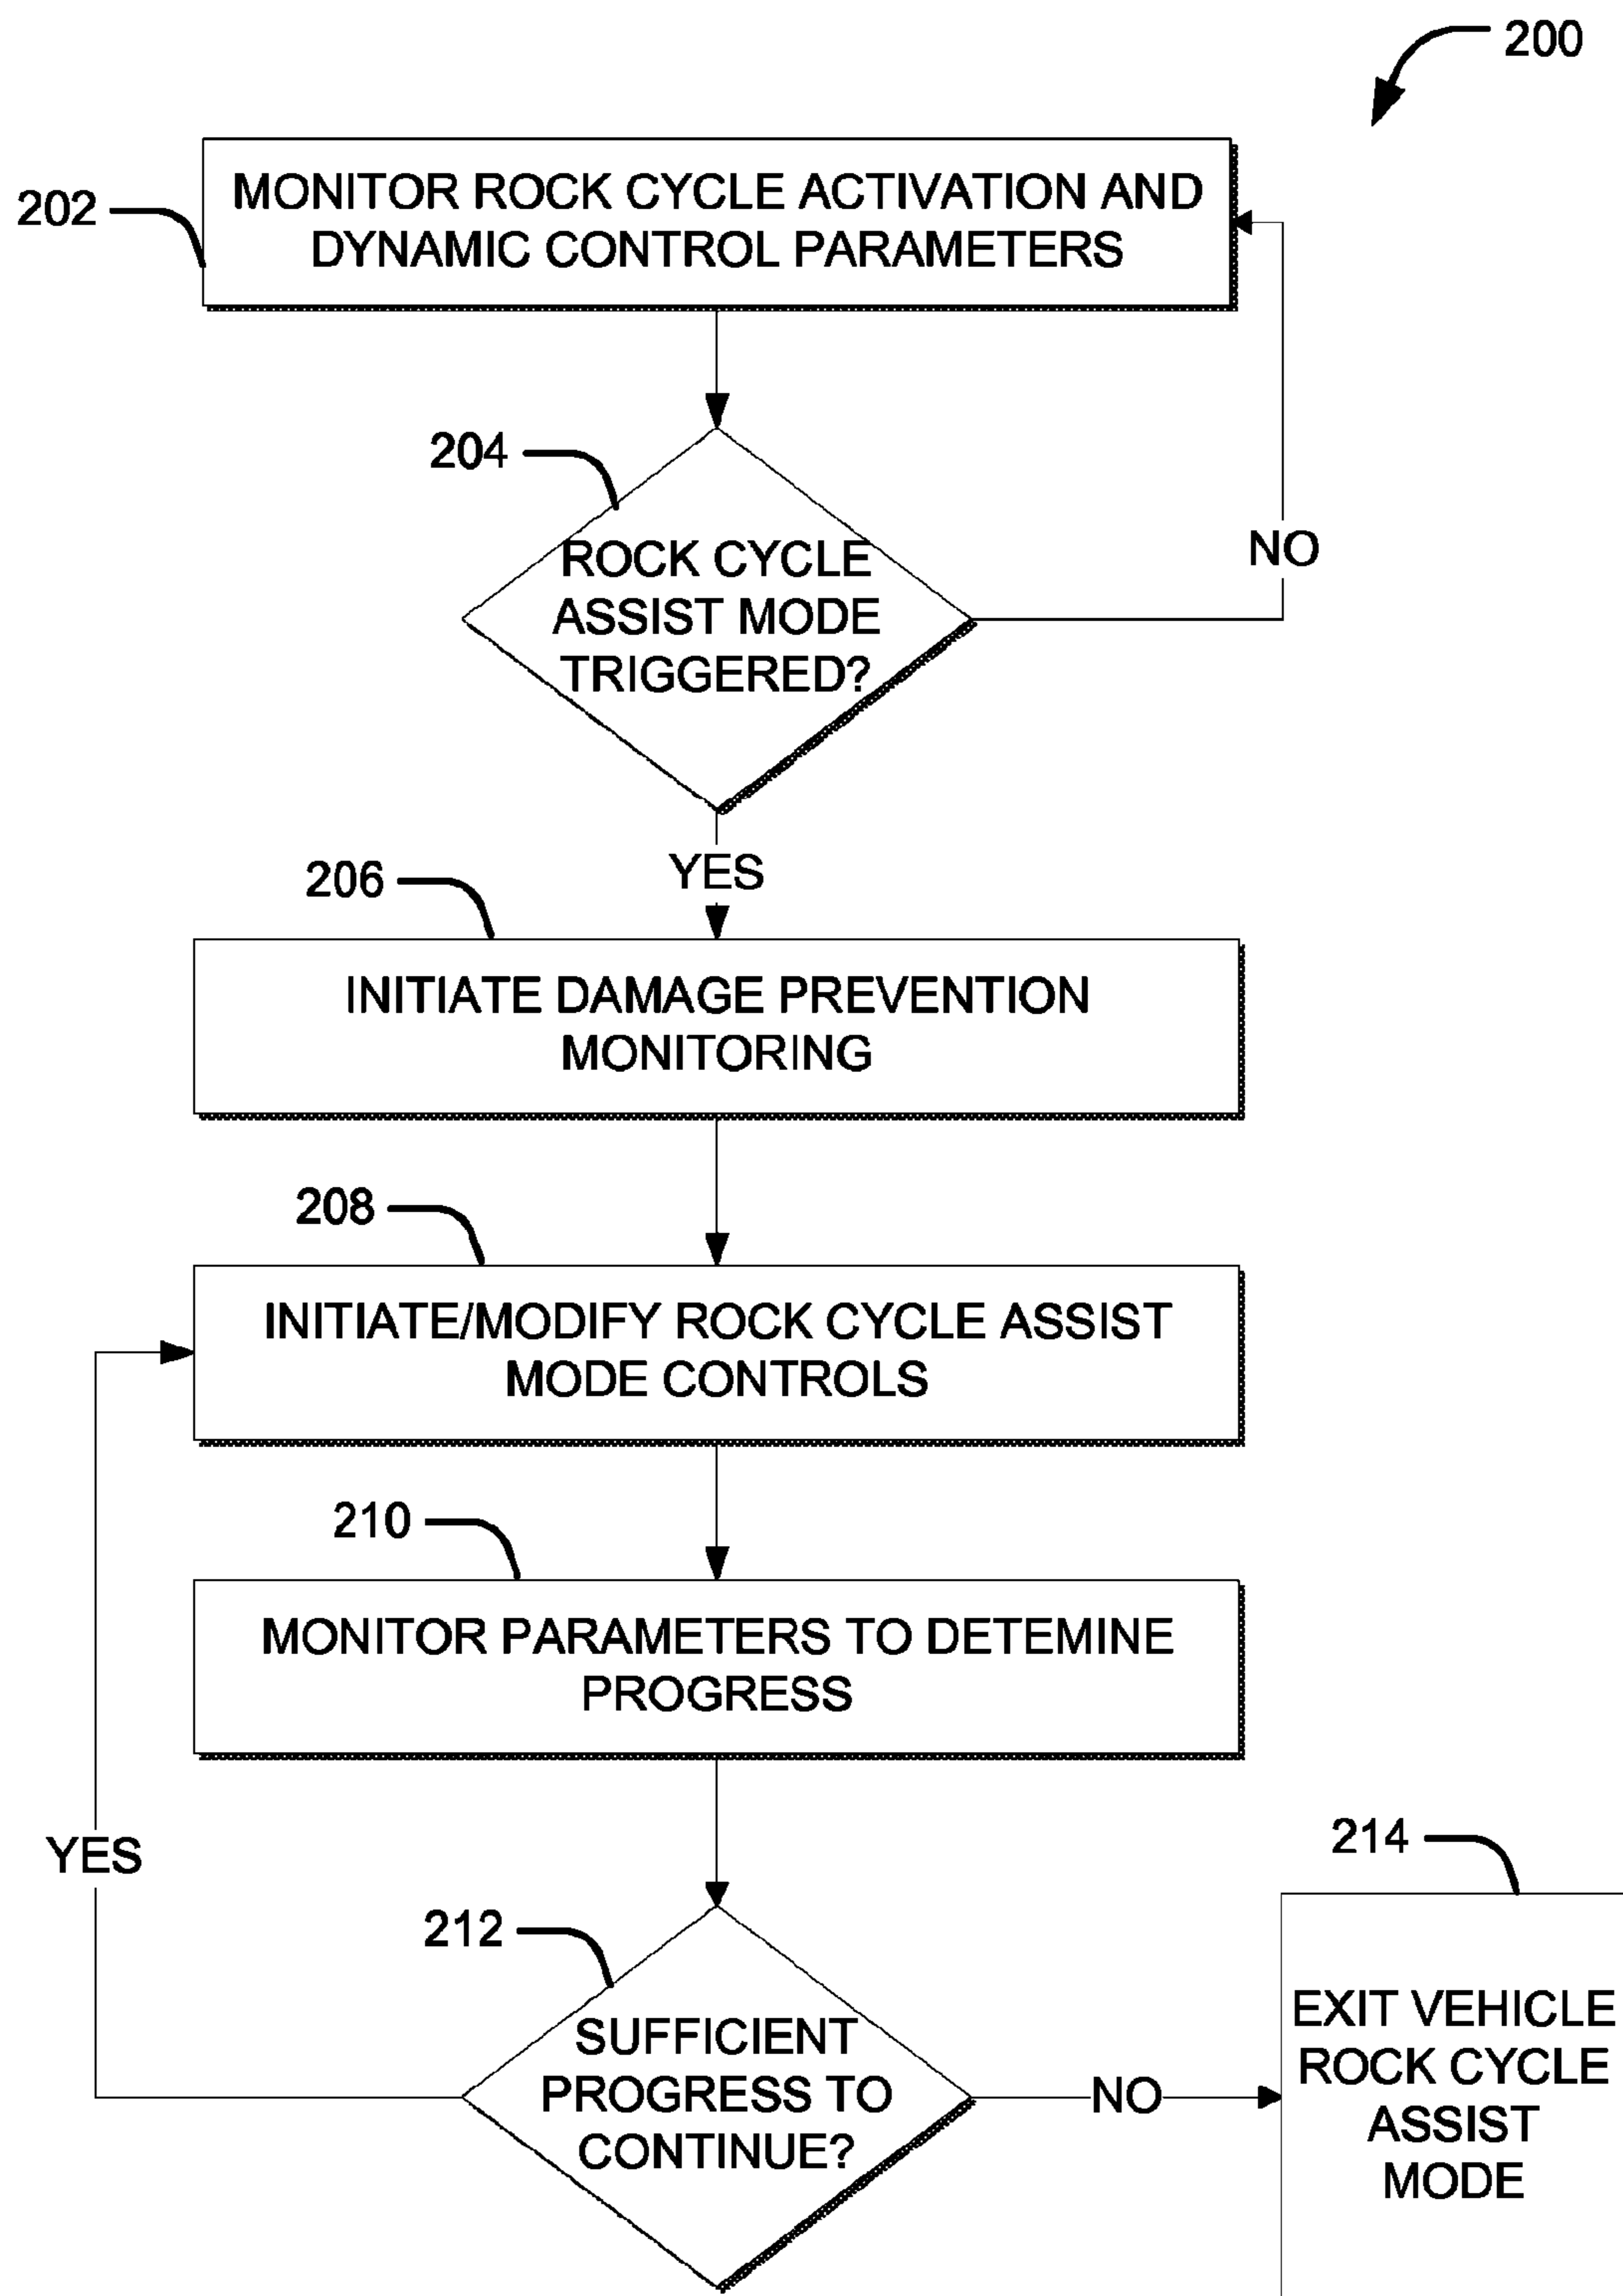 200
202
MONITOR ROCK CYCLE ACTIVATION AND
DYNAMIC CONTROL PARAMETERS
204
ROCK CYCLE
ASSIST MODE
TRIGGERED?
NO
YES
206
INITIATE DAMAGE PREVENTION
MONITORING
208
INITIATE/MODIFY ROCK CYCLE ASSIST
MODE CONTROLS
210
MONITOR PARAMETERS TO DETEMINE
PROGRESS
YES
212
SUFFICIENT
PROGRESS TO
CONTINUE?
NO
214
EXIT VEHICLE
ROCK CYCLE
ASSIST
MODE